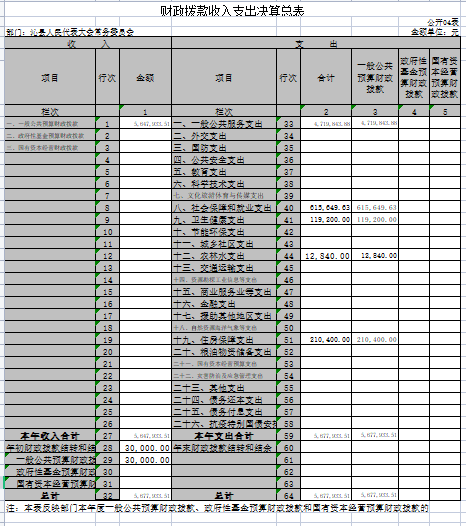 财政拨款收入支出决算总表
公开04表
部门：沁县人民代表大会常务委员会 金额单位：元
收 入 支 出
项目 行次 金额 项目 行次 合计 一般公共预算财政拨款 政府性基金预算财政拨款 国有资本经营预算财政拨款
栏次 1 栏次 2 3 4 5
一、一般公共预算财政拨款 1 5,647,933.51 一、一般公共服务支出 33 4,719,843.88 4,719,843.88
二、政府性基金预算财政拨款 2 二、外交支出 34
三、国有资本经营财政拨款 3 三、国防支出 35
4 四、公共安全支出 36
5 五、教育支出 37
6 六、科学技术支出 38
7 七、文化旅游体育与传媒支出 39
8 八、社会保障和就业支出 40 615,649.63 615,649.63
9 九、卫生健康支出 41 119,200.00 119,200.00
10 十、节能环保支出 42
11 十一、城乡社区支出 43
12 十二、农林水支出 44 12,840.00 12,840.00
13 十三、交通运输支出 45
14 十四、资源勘探工业信息等支出 46
15 十五、商业服务业等支出 47
16 十六、金融支出 48
17 十七、援助其他地区支出 49
18 十八、自然资源海洋气象等支出 50
19 十九、住房保障支出 51 210,400.00 210,400.00
20 二十、粮油物资储备支出 52
21 二十一、国有资本经营预算支出 53
22 二十二、灾害防治及应急管理支出 54
23 二十三、其他支出 55
24 二十四、债务还本支出 56
25 二十五、债务付息支出 57
26 二十六、抗疫特别国债安排 58
本年收入合计 27 5,647,933.51 本年支出合计 59 5,677,933.51 5,677,933.51
年初财政拨款结转和结余 28 30,000.00 年末财政拨款结转和结余 60
一般公共预算财政拨 29 30,000.00 61
政府性基金预算财政 30 62
国有资本经营预算财 31 63
总计 32 5,677,933.51 总计 64 5,677,933.51 5,677,933.51
注：本表反映部门本年度一般公共预算财政拨款、政府性基金预算财政拨款和国有资本经营预算财政拨款的